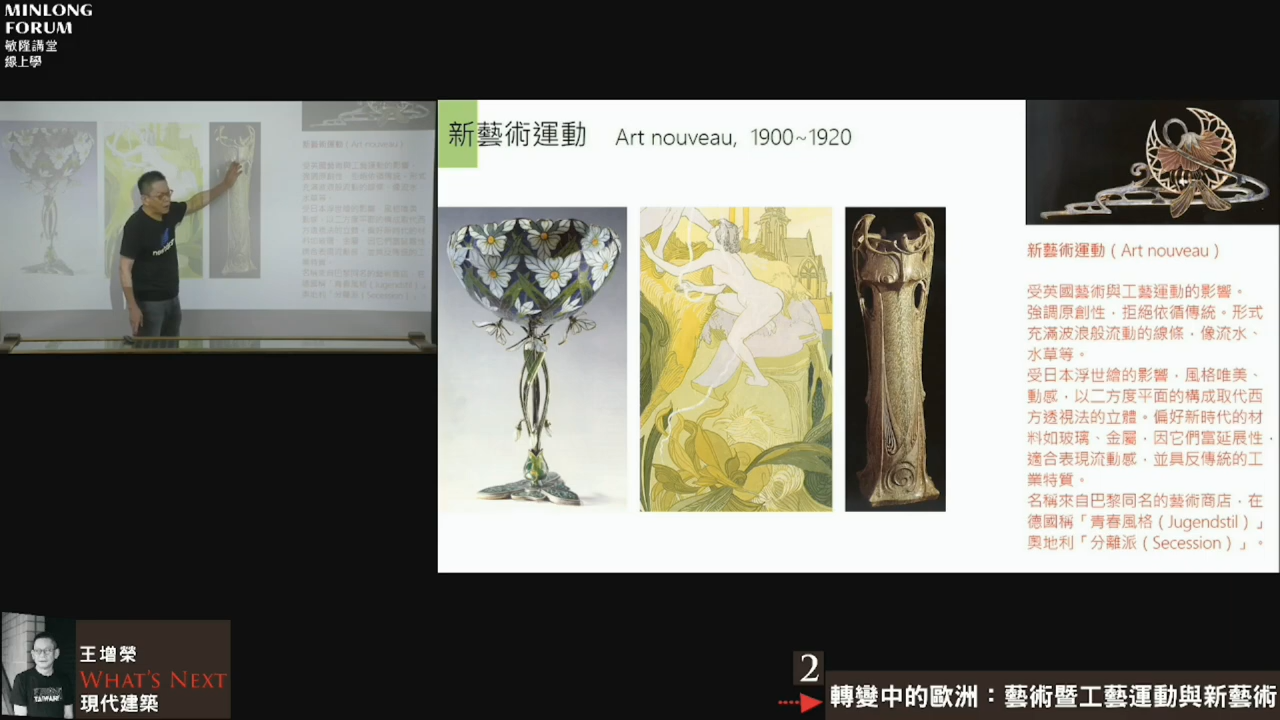 MINLONG
FORUM
敏隆講堂
線上學
新藝術運動 Art nouveau, 1900~1920
新藝術運動（Art nouveau）
受英國藝術與工藝運動的影響。
強調原創性，拒絕依循傳統。形式
充滿波浪般流動的線條，像流水、
水草等。
受日本浮世繪的影響，風格唯美、
動感，以二方度平面的構成取代西
方透視法的立體。偏好新時代的材
料如玻璃、金屬，因它們富延展性，
適合表現流動感，並具反傳統的工
業特質。
名稱來自巴黎同名的藝術商店，在
德國稱「青春風格（Jugendstil）」
奧地利「分離派（Secession）」。
王增榮
WHAT'S NEXT
現代建築
2
轉變中的歐洲：藝術暨工藝運動與新藝術